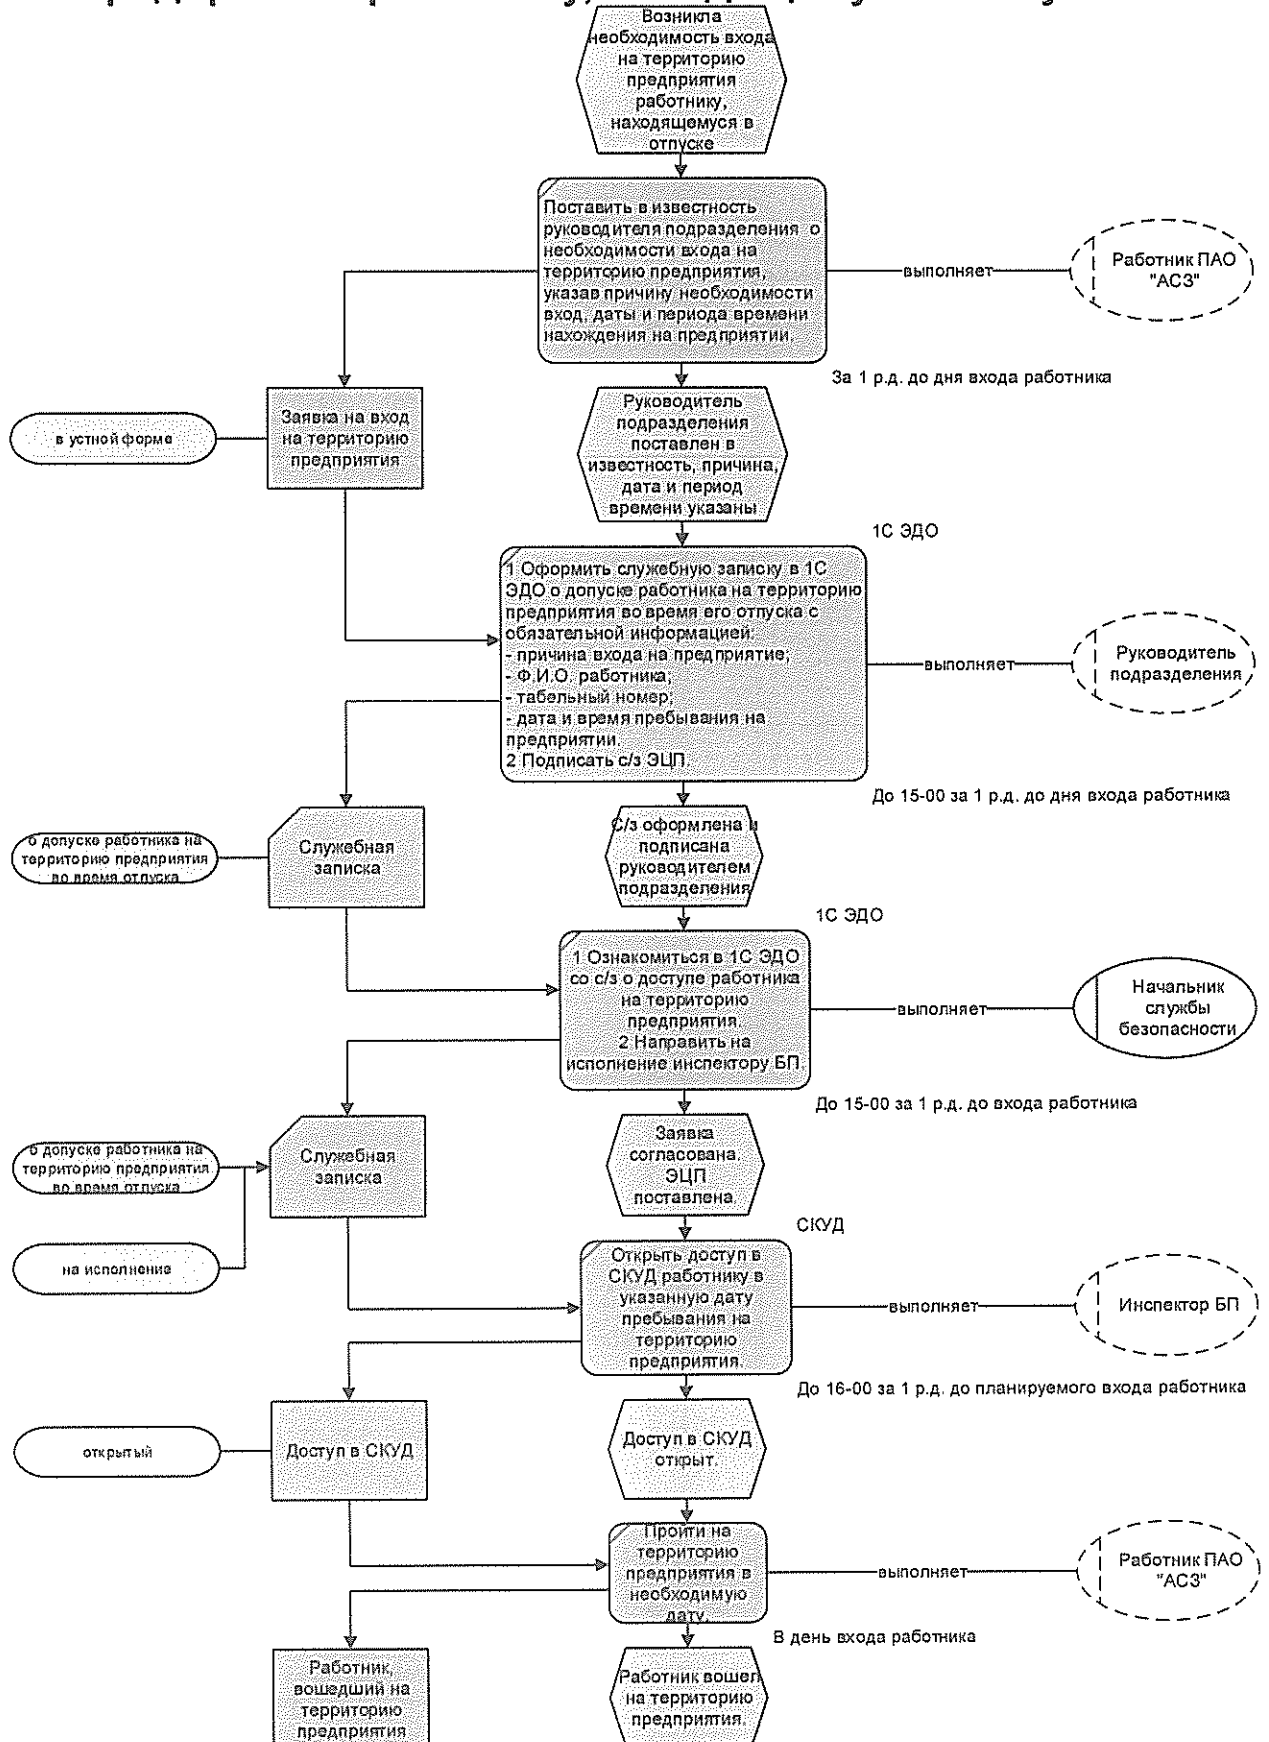 Возникла
необходимость входа
на территорию
предприятия
работнику,
находящемуся в
отпуске
Поставить в известность
руководителя подразделения о
необходимости входа на
территорию предприятия,
указав причину необходимости
вход, даты и периода времени
нахождения на предприятии.
выполняет
Работник ПАО
"АСЗ"
За 1 р.д. до дня входа работника
в устной форме
Заявка на вход
на территорию
предприятия
Руководитель
подразделения
поставлен в
известность, причина,
дата и период
времени указаны
1С ЭДО
1 Оформить служебную записку в 1С
ЭДО о допуске работника на территорию
предприятия во время его отпуска с
обязательной информацией:
- причина входа на предприятие;
- Ф.И.О. работника;
- табельный номер;
- дата и время пребывания на
предприятии.
2 Подписать с/з ЭЦП.
выполняет
Руководитель
подразделения
До 15-00 за 1 р.д. до дня входа работника
о допуске работника на
территорию предприятия
во время отпуска
Служебная
записка
С/з оформлена и
подписана
руководителем
подразделения
1С ЭДО
1 Ознакомиться в 1С ЭДО
со с/з о доступе работника
на территорию
предприятия.
2 Направить на
исполнение инспектору БП.
выполняет
Начальник
службы
безопасности
До 15-00 за 1 р.д. до входа работника
о допуске работника на
территорию предприятия
во время отпуска
на исполнение
Служебная
записка
Заявка
согласована.
ЭЦП
поставлена.
СКУД
Открыть доступ в
СКУД работнику в
указанную дату
пребывания на
территорию
предприятия.
выполняет
Инспектор БП
До 16-00 за 1 р.д. до планируемого входа работника
открытый
Доступ в СКУД
Доступ в СКУД
открыт.
Пройти на
территорию
предприятия в
необходимую
дату.
выполняет
Работник ПАО
"АСЗ"
В день входа работника
Работник,
вошедший на
территорию
предприятия
Работник вошел
на территорию
предприятия.